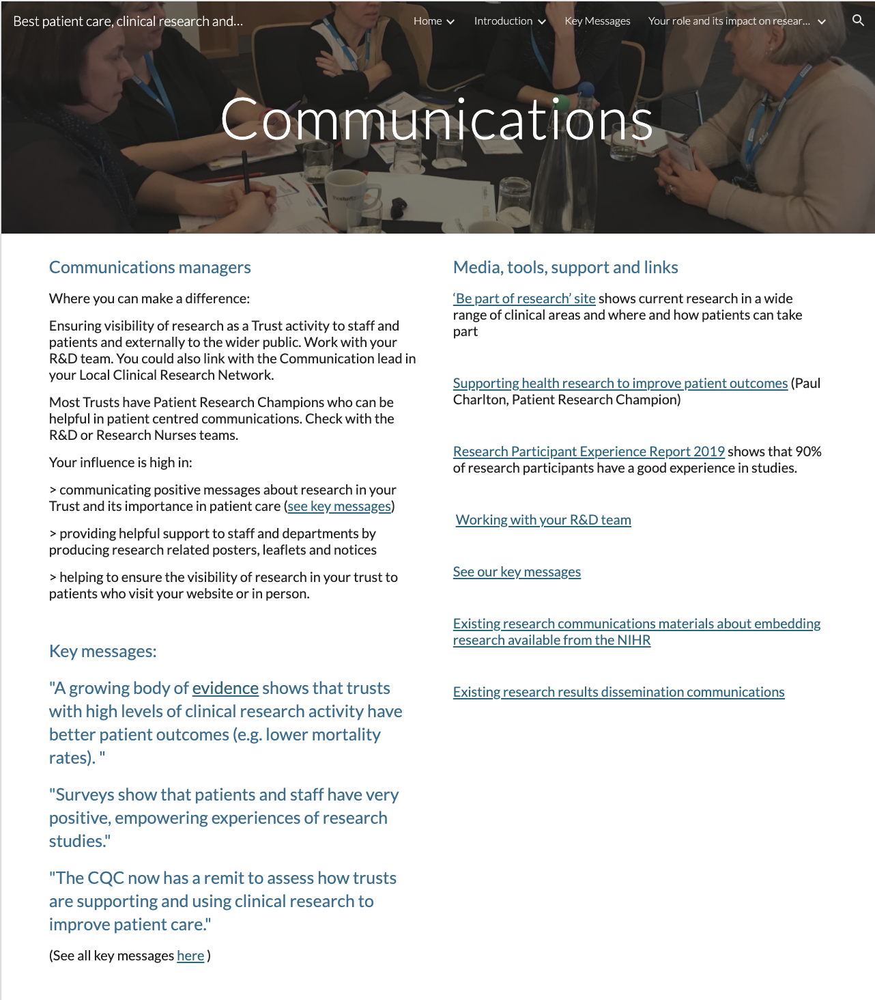 Best patient care, clinical research and...
Home
Introduction
Key Messages
Your role and its impact on resear...
Communications
Communications managers
Where you can make a difference:
Ensuring visibility of research as a Trust activity to staff and
patients and externally to the wider public. Work with your
R&D team. You could also link with the Communication lead in
your Local Clinical Research Network.
Most Trusts have Patient Research Champions who can be
helpful in patient centred communications. Check with the
R&D or Research Nurses teams.
Your influence is high in:
> communicating positive messages about research in your
Trust and its importance in patient care (see key messages)
> providing helpful support to staff and departments by
producing research related posters, leaflets and notices
> helping to ensure the visibility of research in your trust to
patients who visit your website or in person.
Key messages:
"A growing body of evidence shows that trusts
with high levels of clinical research activity have
better patient outcomes (e.g. lower mortality
rates). "
"Surveys show that patients and staff have very
positive, empowering experiences of research
studies."
"The CQC now has a remit to assess how trusts
are supporting and using clinical research to
improve patient care."
(See all key messages here )
Media, tools, support and links
‘Be part of research’ site shows current research in a wide
range of clinical areas and where and how patients can take
part
Supporting health research to improve patient outcomes (Paul
Charlton, Patient Research Champion)
Research Participant Experience Report 2019 shows that 90%
of research participants have a good experience in studies.
Working with your R&D team
See our key messages
Existing research communications materials about embedding
research available from the NIHR
Existing research results dissemination communications